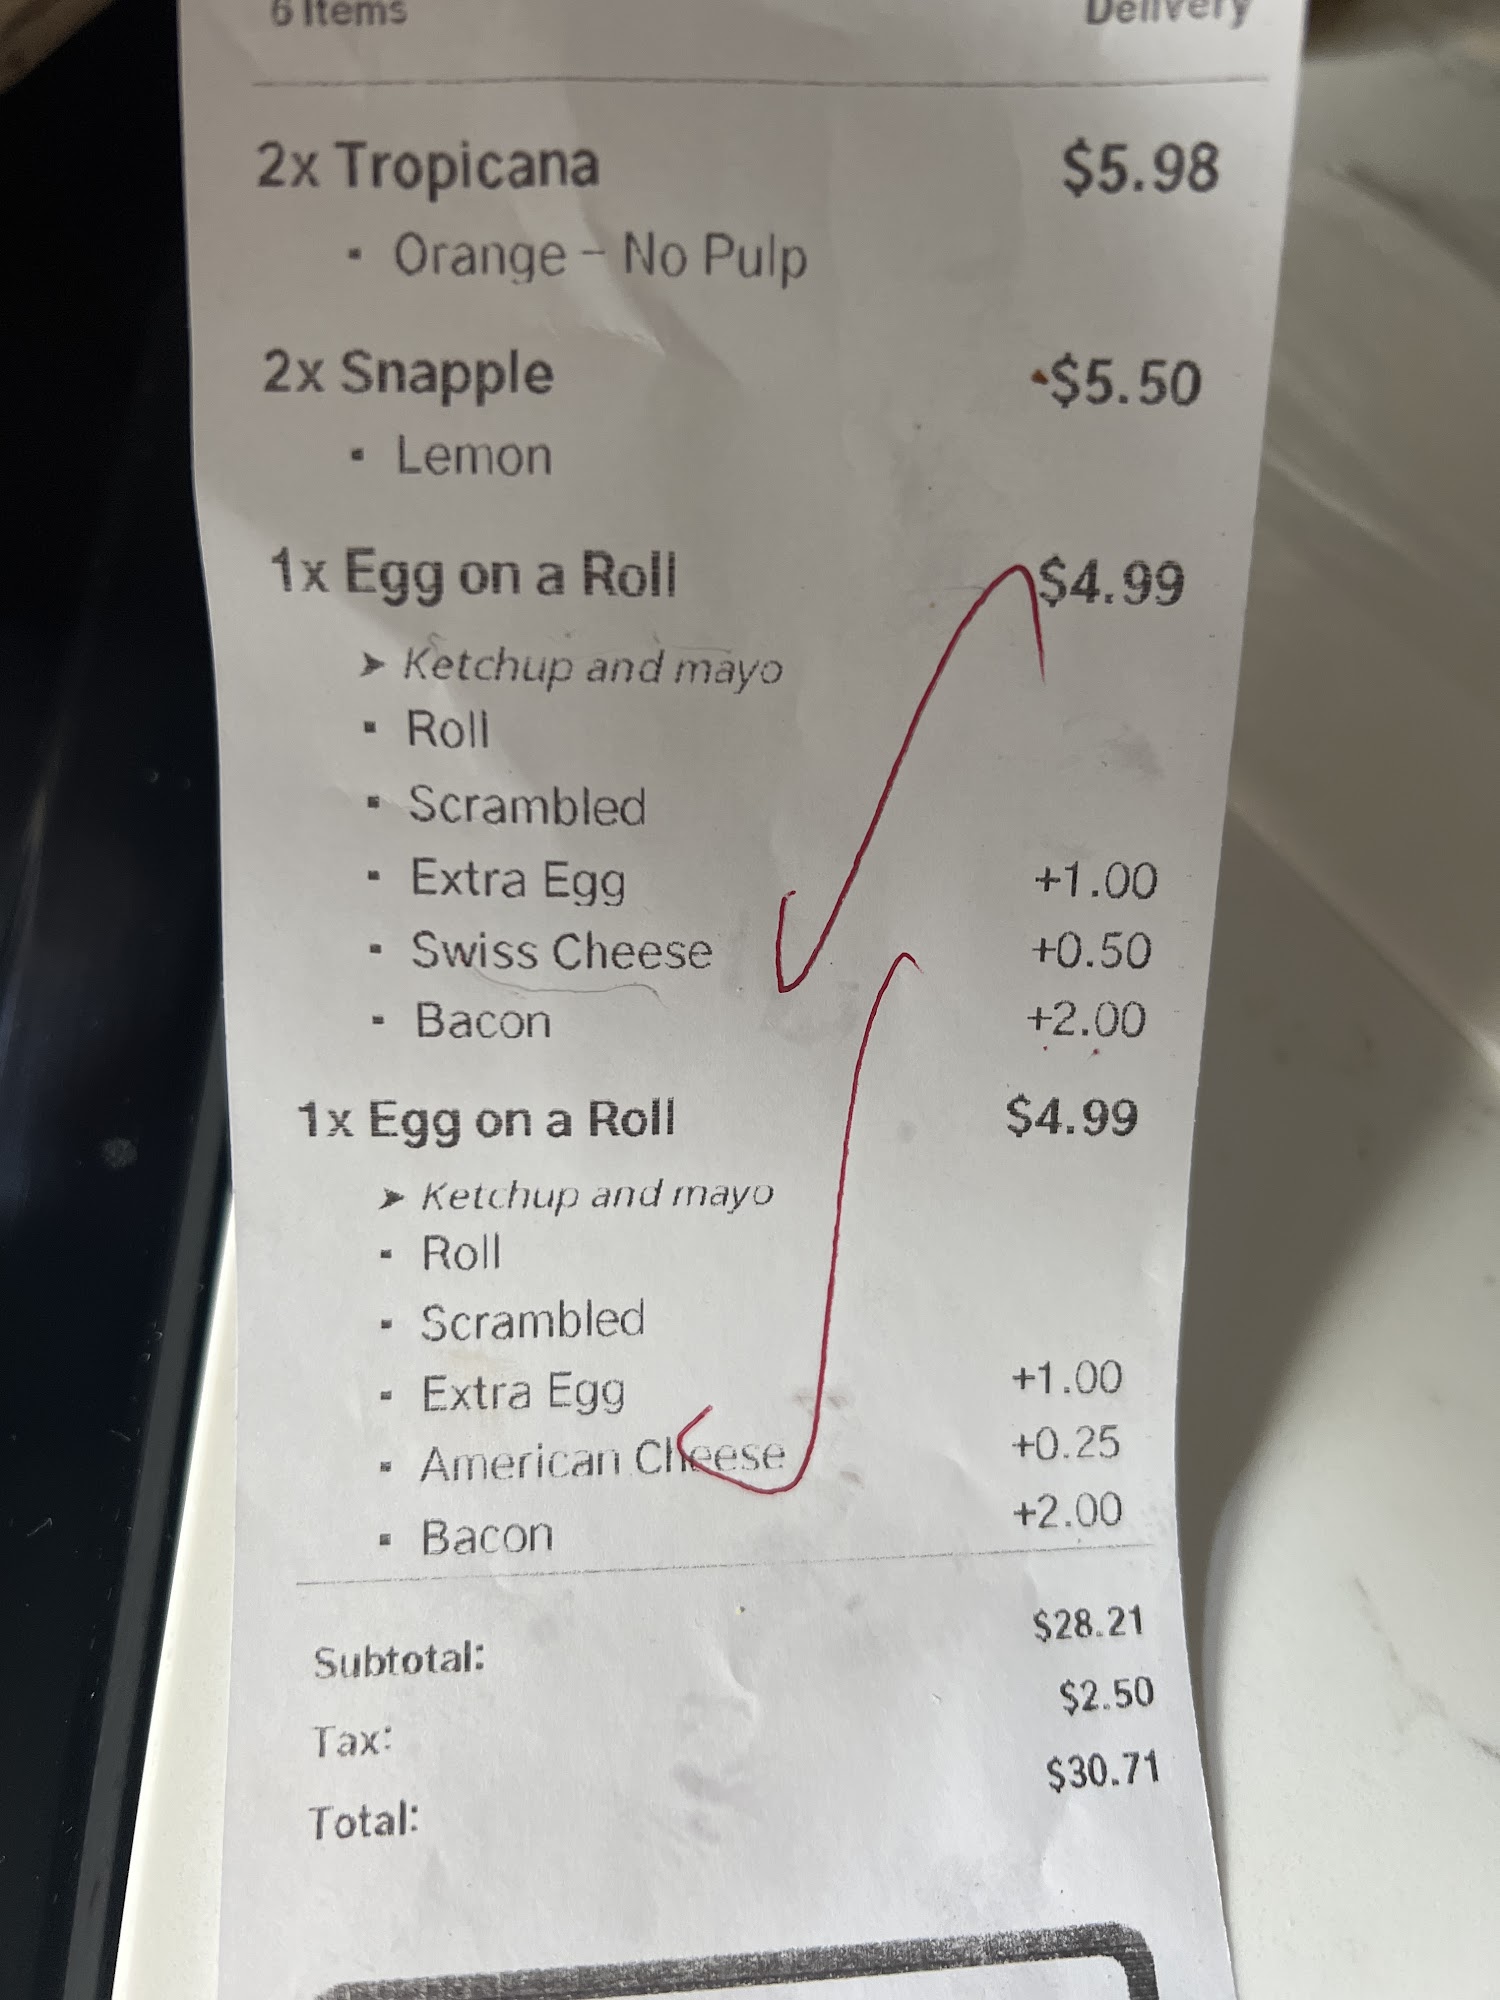 6 Items Delivery
2x Tropicana $5.98
▪ Orange – No Pulp
2x Snapple $5.50
▪ Lemon
1x Egg on a Roll $4.99
➤ Ketchup and mayo
▪ Roll
▪ Scrambled
▪ Extra Egg +1.00
▪ Swiss Cheese +0.50
▪ Bacon +2.00
1x Egg on a Roll $4.99
➤ Ketchup and mayo
▪ Roll
▪ Scrambled
▪ Extra Egg +1.00
▪ American Cheese +0.25
▪ Bacon +2.00
Subtotal: $28.21
Tax: $2.50
Total: $30.71